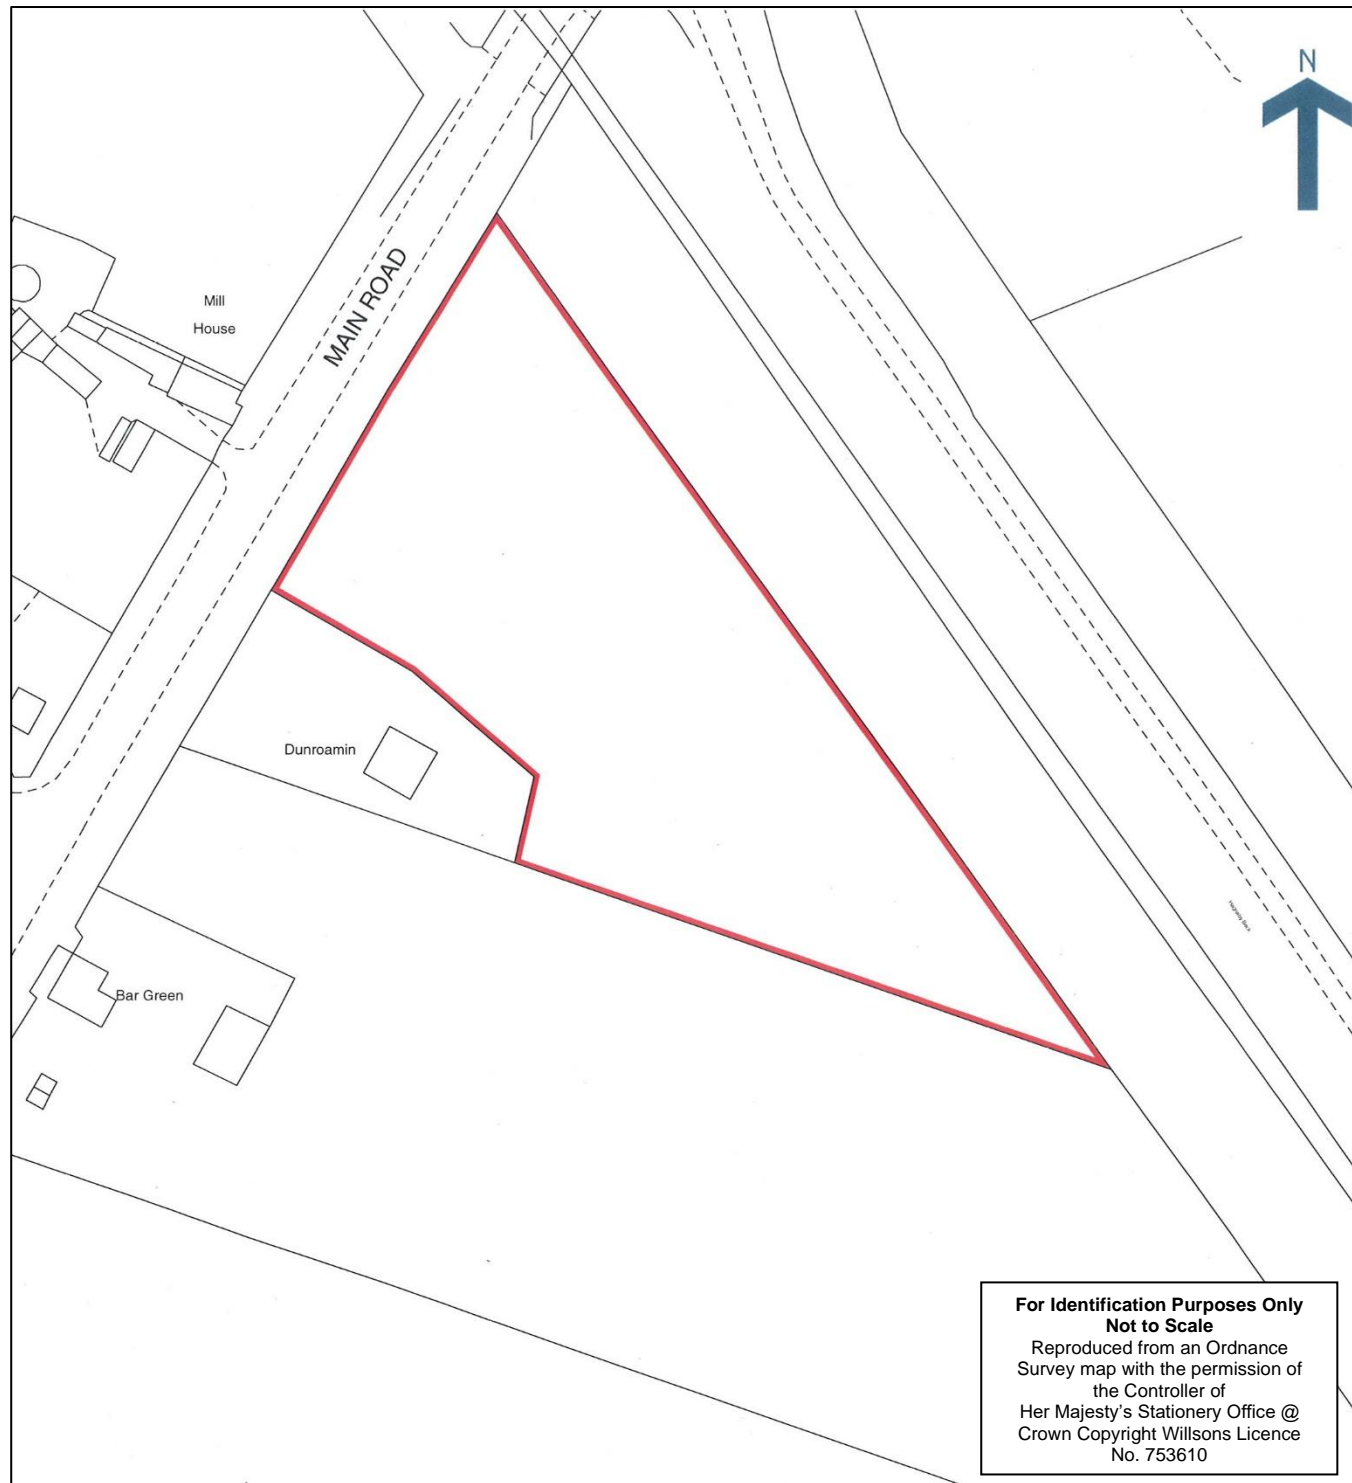 N
MAIN ROAD
Mill
House
Dunroamin
Bar Green
For Identification Purposes Only
Not to Scale
Reproduced from an Ordnance
Survey map with the permission of
the Controller of
Her Majesty's Stationery Office @
Crown Copyright Willsons Licence
No. 753610